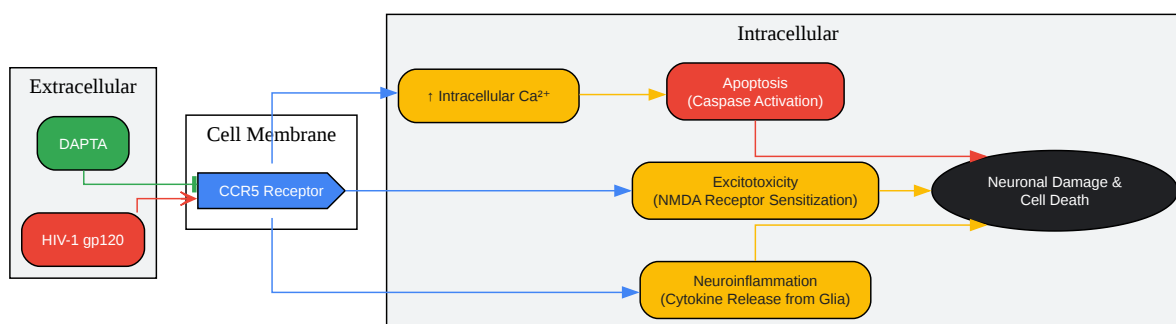 Intracellular
Extracellular
↑ Intracellular Ca²⁺
Apoptosis
(Caspase Activation)
DAPTA
Cell Membrane
CCR5 Receptor
Excitotoxicity
(NMDA Receptor Sensitization)
Neuronal Damage &
Cell Death
HIV-1 gp120
Neuroinflammation
(Cytokine Release from Glia)